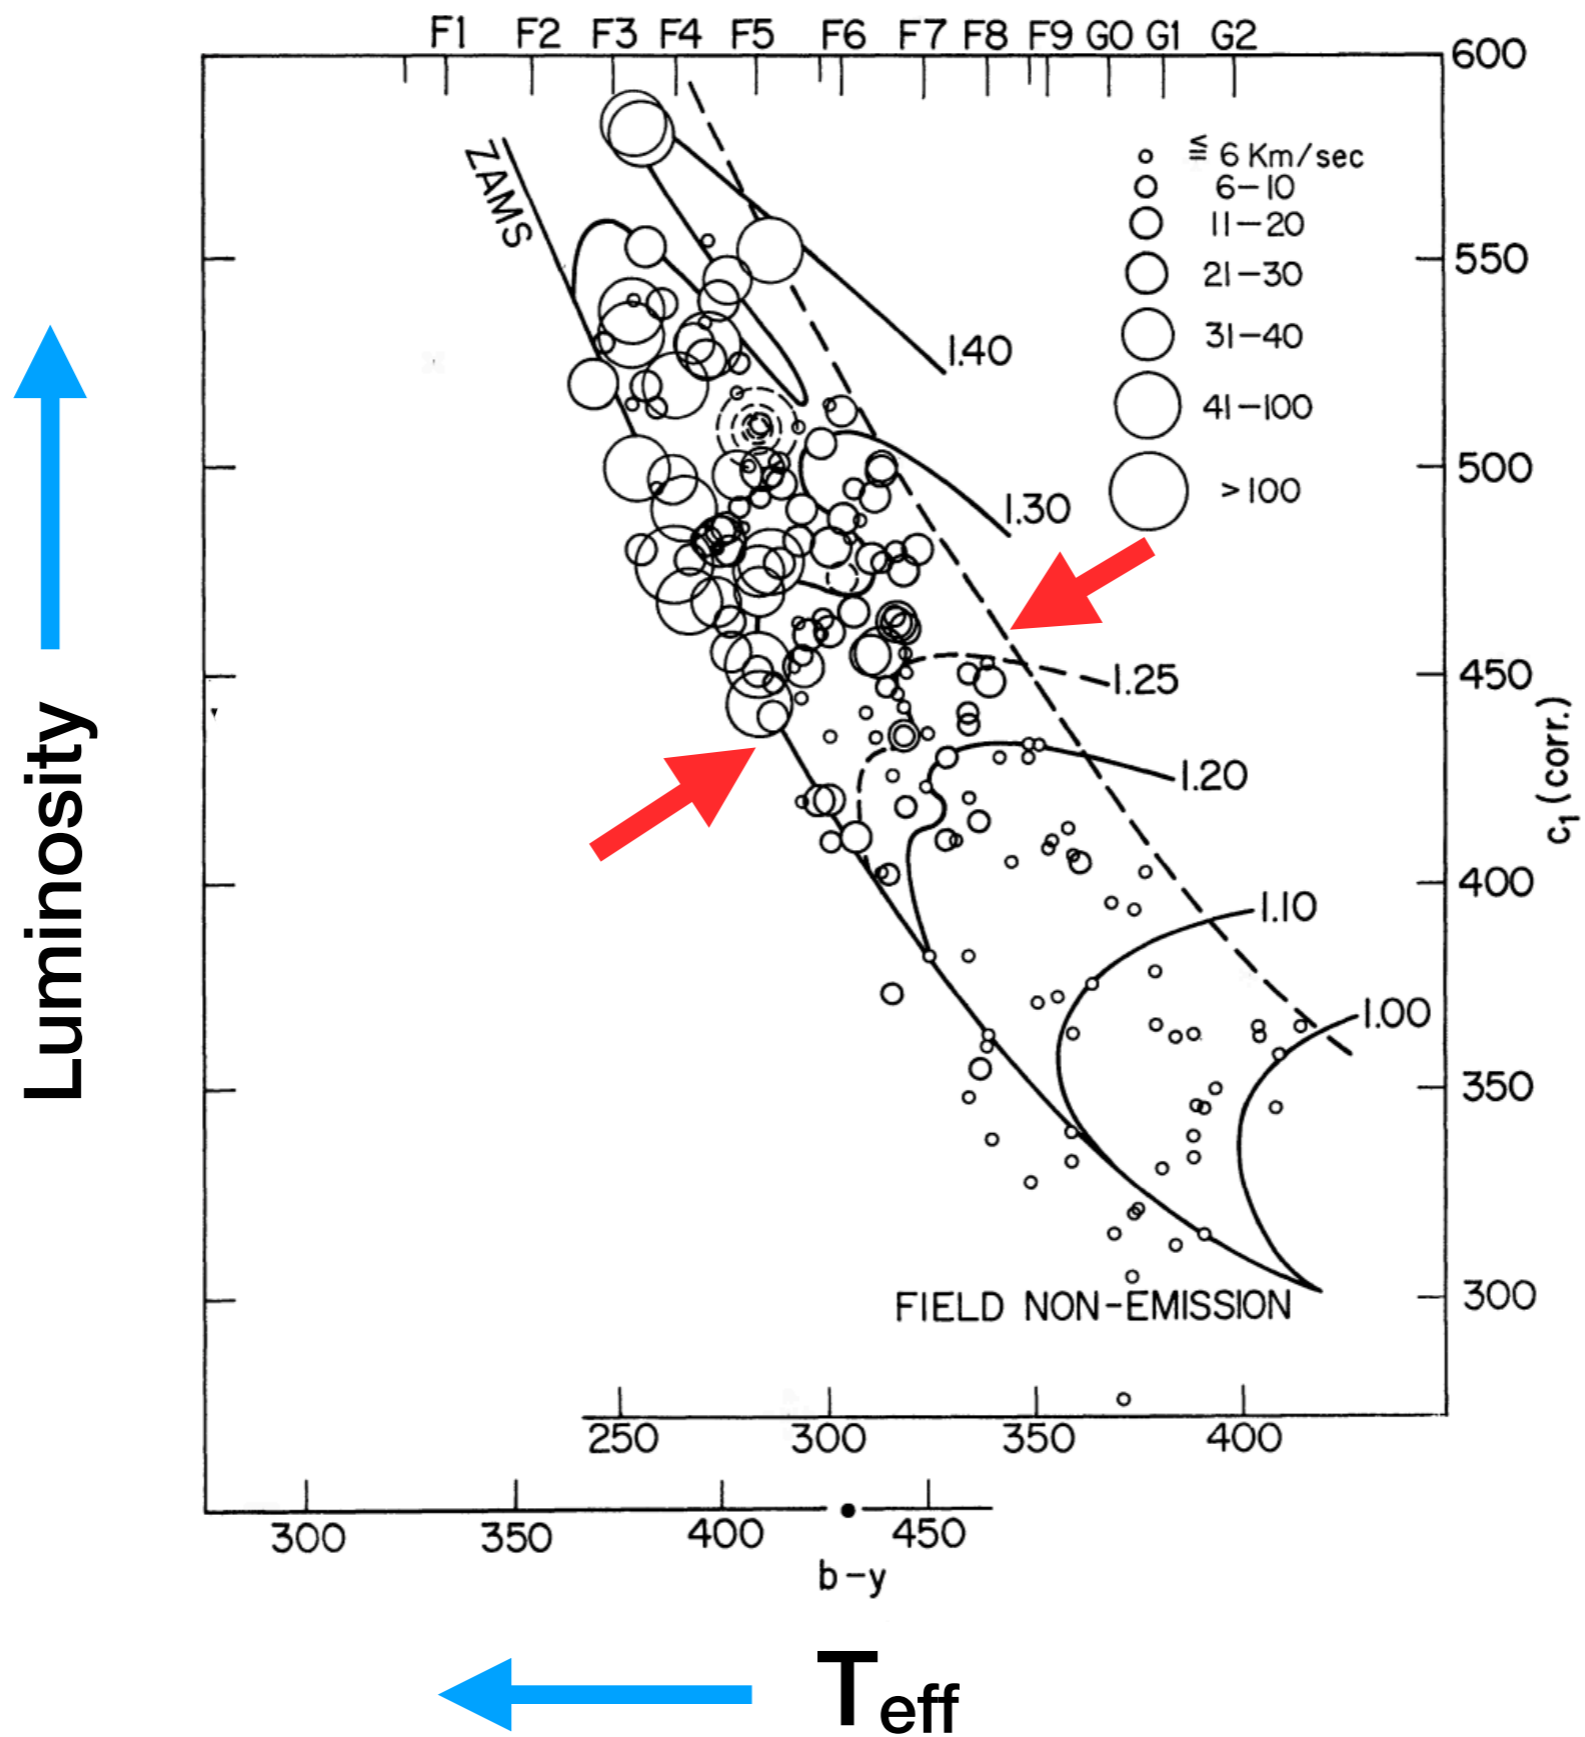 F1 F2 F3 F4 F5 F6 F7 F8 F9 G0 G1 G2
600
ZAMS
≦ 6 Km/sec
6-10
11-20
550
21-30
31-40
1.40
41-100
500
>100
1.30
450
1.25
1.20
c1 (corr.)
400
1.10
1.00
350
300
FIELD NON-EMISSION
250 300 350 400
300 350 400 450
b-y
Luminosity
Teff